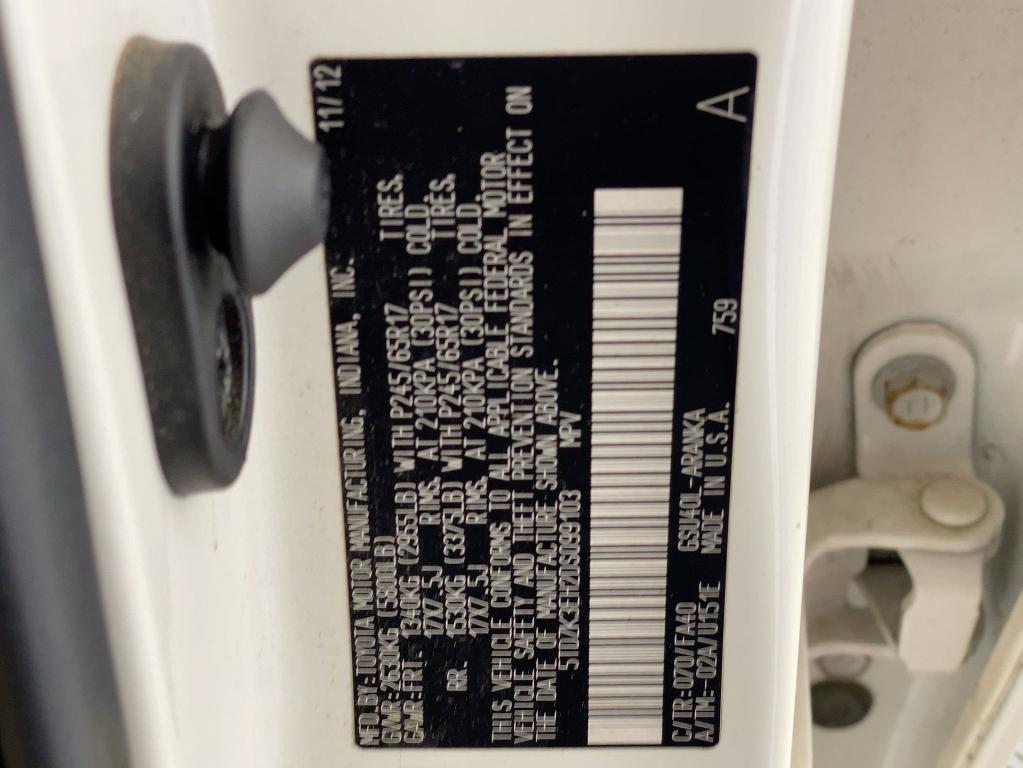 MFD. BY:TOYOTA MOTOR MANUFACTURING, INDIANA, INC. 11/12
GVWR:2630KG (5800LB)
GAWR:FRT 1340KG (2955LB) WITH P245/65R17 TIRES.
17X7.5J RIMS. AT 210KPA (30PSI) COLD.
RR. 1530KG (3375LB) WITH P245/65R17 TIRES.
17X7.5J RIMS. AT 210KPA (30PSI) COLD.
THIS VEHICLE CONFORMS TO ALL APPLICABLE FEDERAL MOTOR
VEHICLE SAFETY AND THEFT PREVENTION STANDARDS IN EFFECT ON
THE DATE OF MANUFACTURE SHOWN ABOVE.
5TDZK3EH2DS099103 MPV
C/TR:070/FA40 GSU40L-ARANKA 759
A/TM:-02A/U151E MADE IN U.S.A. A